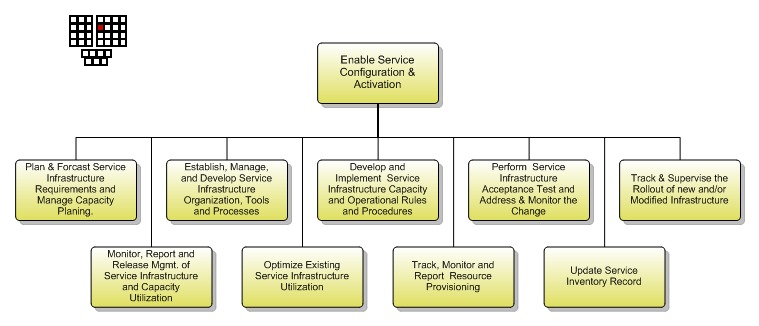 Enable Service
Configuration &
Activation
Plan & Forcast Service
Infrastructure
Requirements and
Manage Capacity
Planing.
Establish, Manage,
and Develop Service
Infrastructure
Organization, Tools
and Processes
Develop and
Implement Service
Infrastructure Capacity
and Operational Rules
and Procedures
Perform Service
Infrastructure
Acceptance Test and
Address & Monitor the
Change
Track & Supervise the
Rollout of new and/or
Modified Infrastructure
Monitor, Report and
Release Mgmt. of
Service Infrastructure
and Capacity
Utilization
Optimize Existing
Service Infrastructure
Utilization
Track, Monitor and
Report Resource
Provisioning
Update Service
Inventory Record